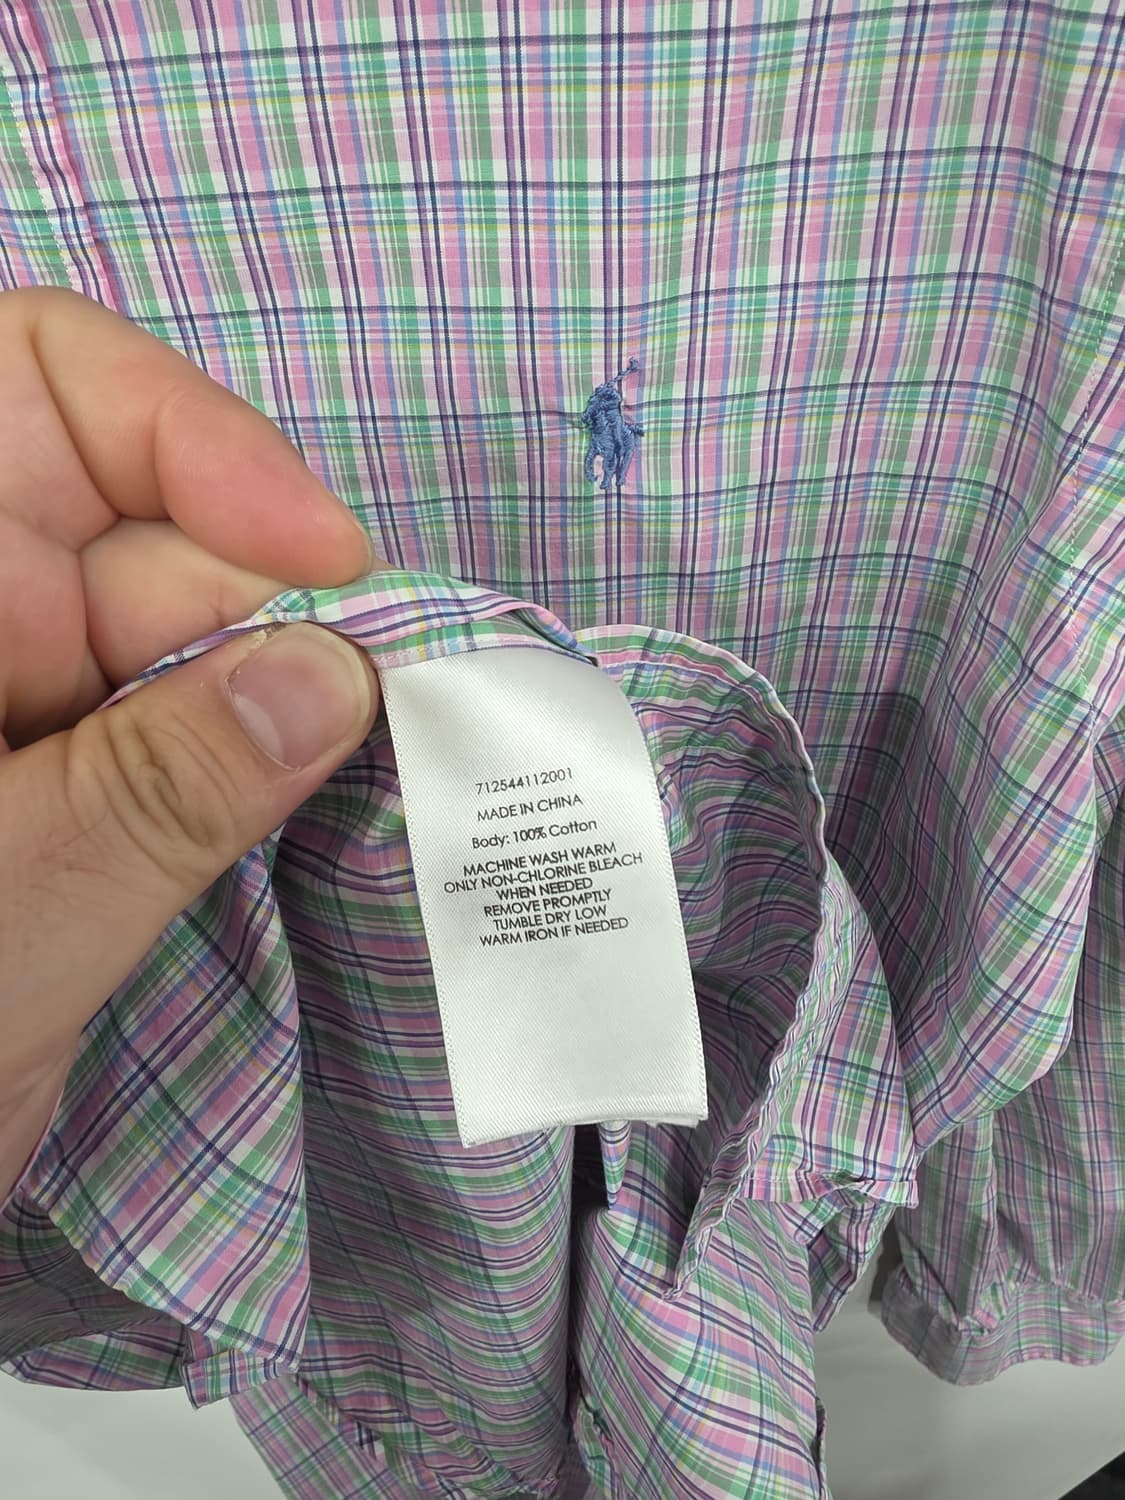 712544112001
MADE IN CHINA
Body: 100% Cotton
MACHINE WASH WARM
ONLY NON-CHLORINE BLEACH
WHEN NEEDED
REMOVE PROMPTLY
TUMBLE DRY LOW
WARM IRON IF NEEDED